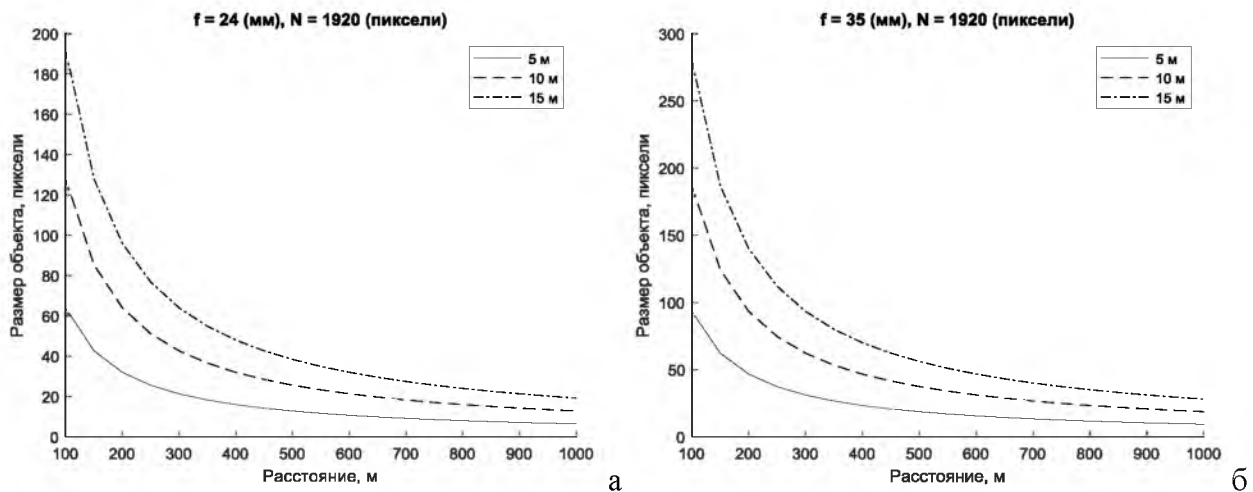 f = 24 (мм), N = 1920 (пиксели)
200
180
160
140
120
100
80
60
40
20
0
Размер объекта, пиксели
5 м
10 м
15 м
100 200 300 400 500 600 700 800 900 1000
Расстояние, м
а
f = 35 (мм), N = 1920 (пиксели)
300
250
200
150
100
50
0
Размер объекта, пиксели
5 м
10 м
15 м
100 200 300 400 500 600 700 800 900 1000
Расстояние, м
б